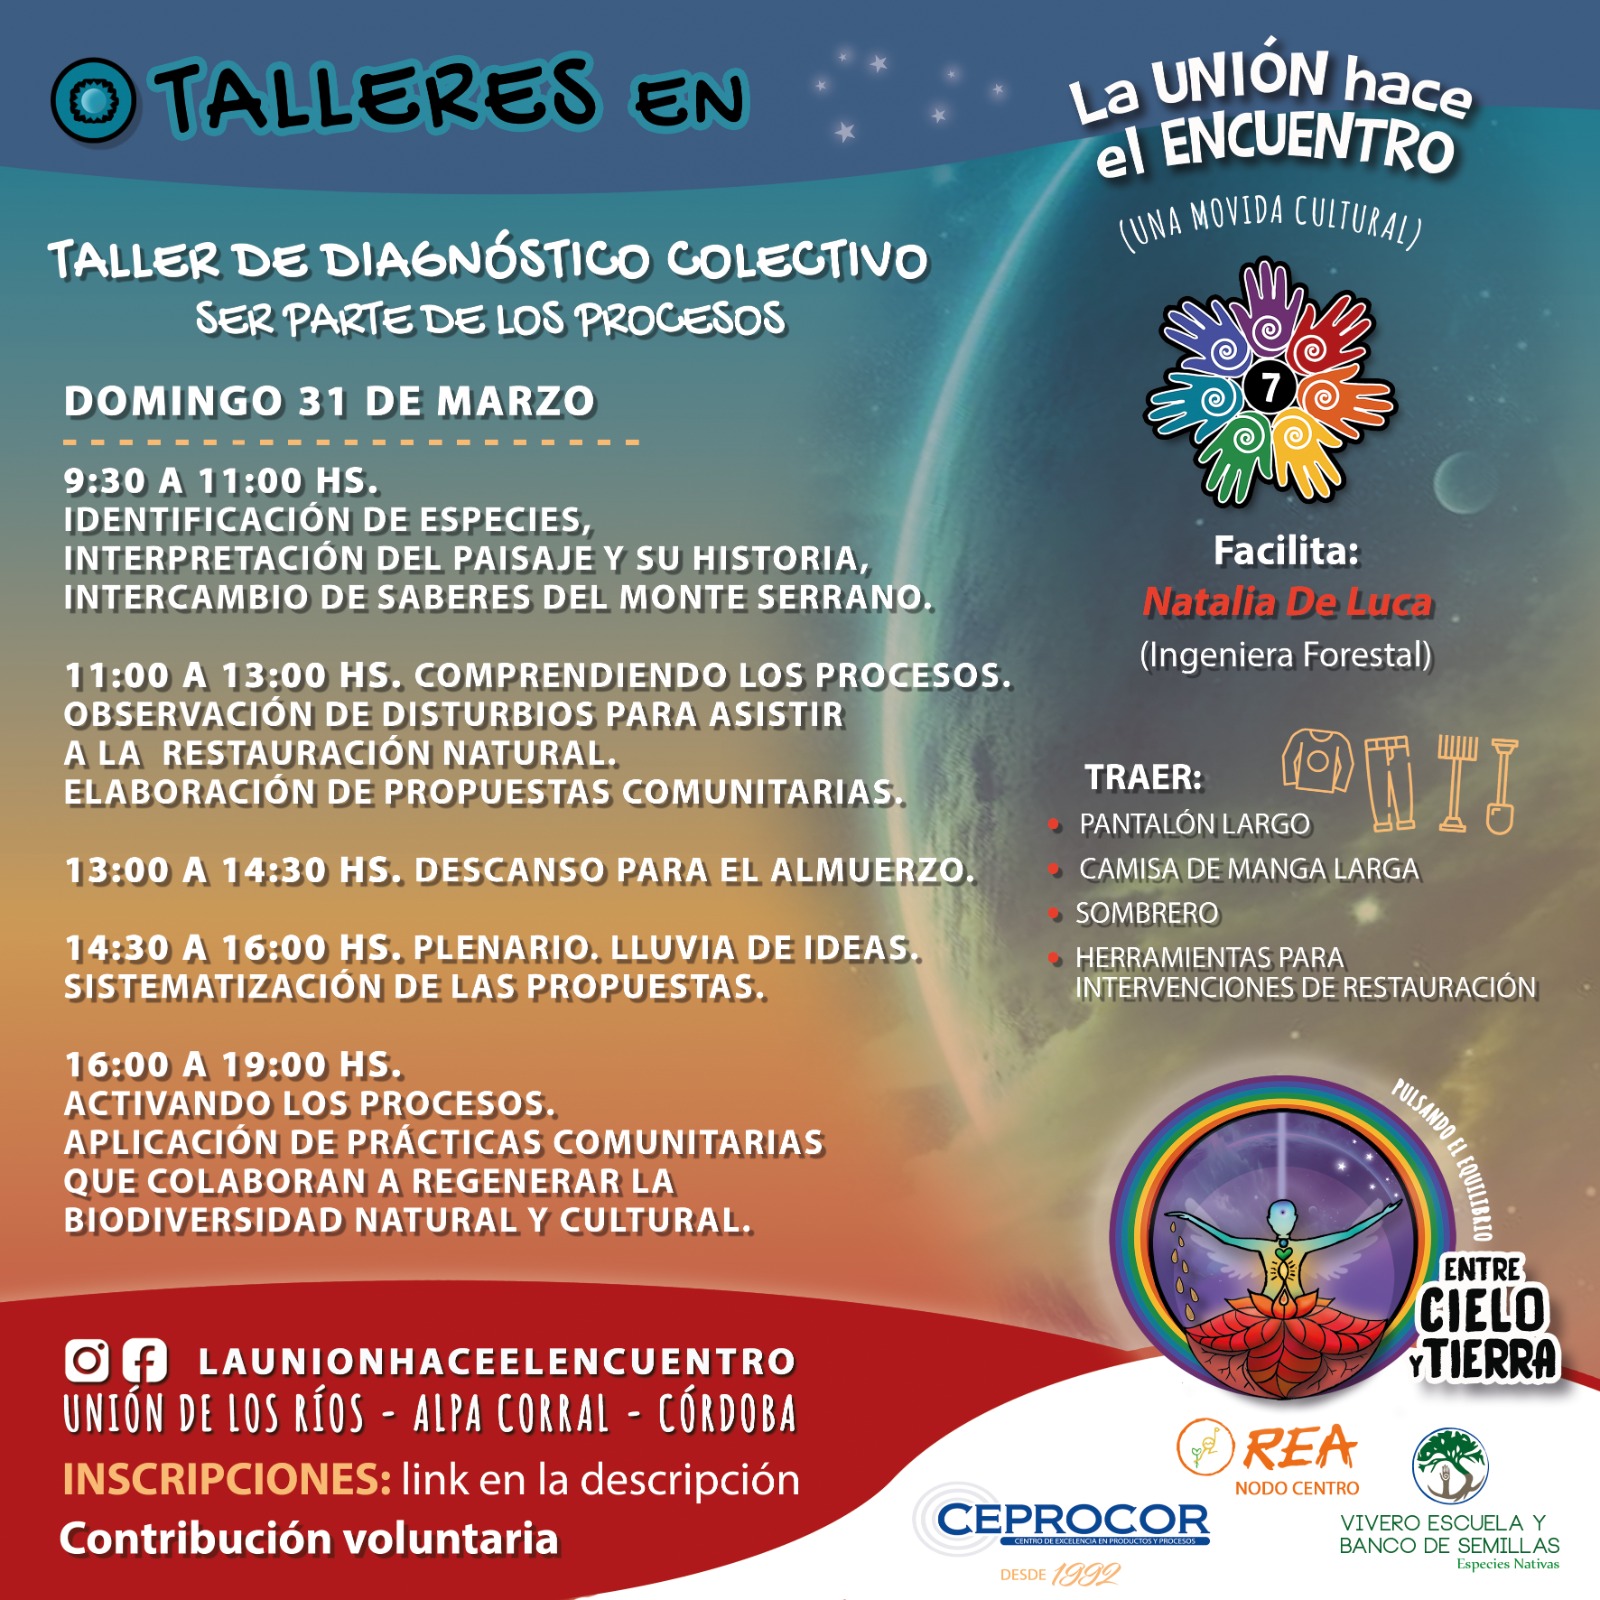 TALLERES EN
La UNIÓN hace
el ENCUENTRO
(UNA MOVIDA CULTURAL)
7
TALLER DE DIAGNÓSTICO COLECTIVO
SER PARTE DE LOS PROCESOS
DOMINGO 31 DE MARZO
9:30 A 11:00 HS.
IDENTIFICACIÓN DE ESPECIES,
INTERPRETACIÓN DEL PAISAJE Y SU HISTORIA,
INTERCAMBIO DE SABERES DEL MONTE SERRANO.
11:00 A 13:00 HS. COMPRENDIENDO LOS PROCESOS.
OBSERVACIÓN DE DISTURBIOS PARA ASISTIR
A LA RESTAURACIÓN NATURAL.
ELABORACIÓN DE PROPUESTAS COMUNITARIAS.
13:00 A 14:30 HS. DESCANSO PARA EL ALMUERZO.
14:30 A 16:00 HS. PLENARIO. LLUVIA DE IDEAS.
SISTEMATIZACIÓN DE LAS PROPUESTAS.
16:00 A 19:00 HS.
ACTIVANDO LOS PROCESOS.
APLICACIÓN DE PRÁCTICAS COMUNITARIAS
QUE COLABORAN A REGENERAR LA
BIODIVERSIDAD NATURAL Y CULTURAL.
Facilita:
Natalia De Luca
(Ingeniera Forestal)
TRAER:
• PANTALÓN LARGO
• CAMISA DE MANGA LARGA
• SOMBRERO
• HERRAMIENTAS PARA
INTERVENCIONES DE RESTAURACIÓN
PULSANDO EL EQUILIBRIO
ENTRE
CIELO
Y TIERRA
LAUNIONHACEELENCUENTRO
UNIÓN DE LOS RÍOS - ALPA CORRAL - CÓRDOBA
INSCRIPCIONES: link en la descripción
Contribución voluntaria
CEPROCOR
CENTRO DE EXCELENCIA EN PRODUCTOS Y PROCESOS
DESDE 1992
REA
NODO CENTRO
VIVERO ESCUELA Y
BANCO DE SEMILLAS
Especies Nativas